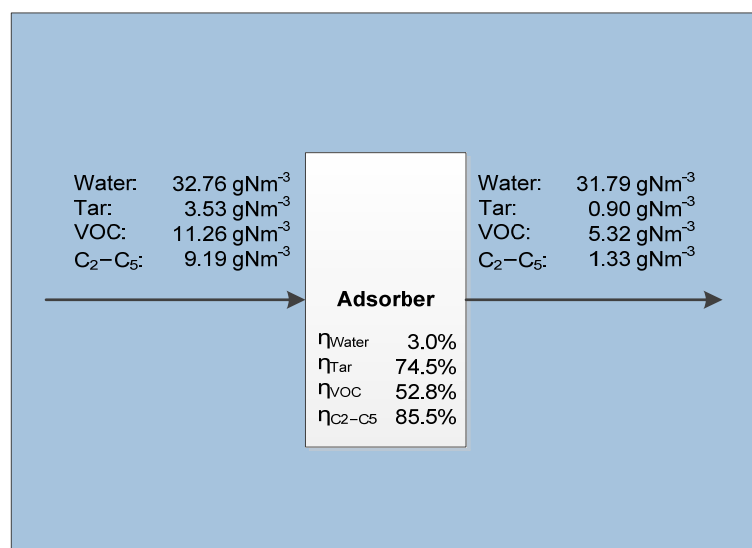 Water: 32.76 gNm⁻³
Tar: 3.53 gNm⁻³
VOC: 11.26 gNm⁻³
C₂−C₅: 9.19 gNm⁻³
Water: 31.79 gNm⁻³
Tar: 0.90 gNm⁻³
VOC: 5.32 gNm⁻³
C₂−C₅: 1.33 gNm⁻³
Adsorber
ηWater 3.0%
ηTar 74.5%
ηVOC 52.8%
ηC2−C5 85.5%